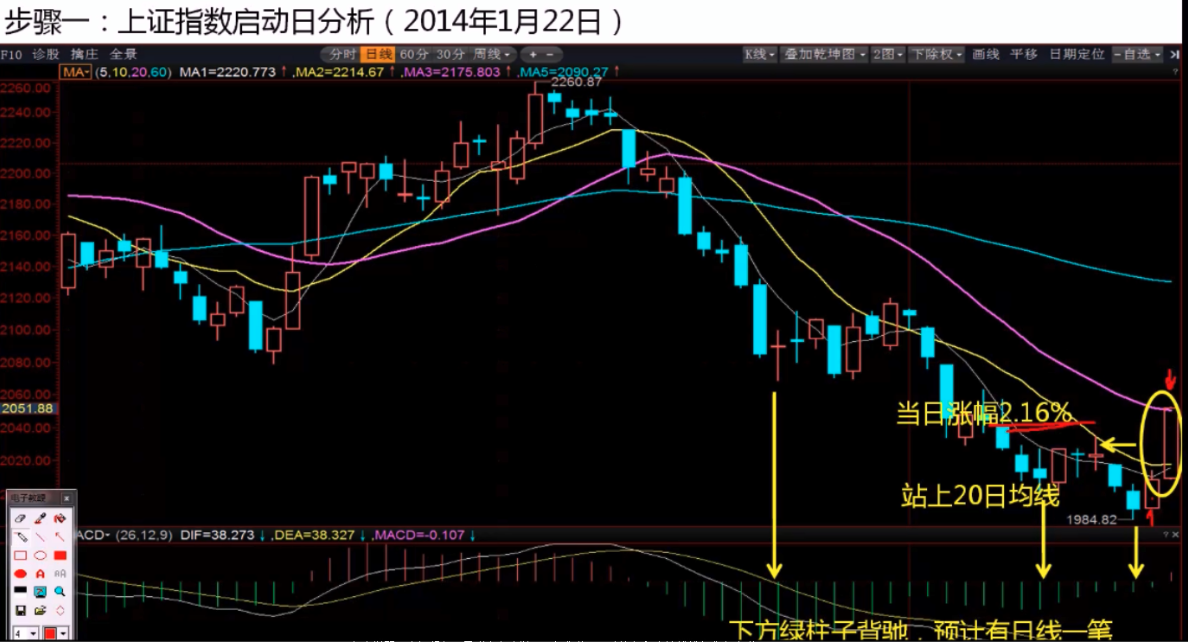 步骤一：上证指数启动日分析（2014年1月22日）
F10 诊股 擒庄 全景 分时 日线 60分 30分 周线 + − K线 叠加乾坤图 2图 下除权 画线 平移 日期定位 −自选
MA (5,10,20,60) MA1=2220.773↑,MA2=2214.67↑,MA3=2175.803↑,MA5=2090.27↑
2260.00
2260.87
2240.00
2220.00
2200.00
2180.00
2160.00
2140.00
2120.00
2100.00
2080.00
2060.00
2051.88
当日涨幅2.16%
2040.00
2020.00
站上20日均线
1984.82
ACD (26,12,9) DIF=38.273↓,DEA=38.327↓,MACD=-0.107↓
4
下方绿柱子背驰，预计有日线一笔